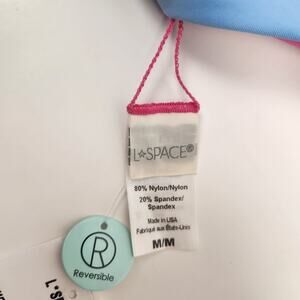 L★SPACE®
80% Nylon/Nylon
20% Spandex/
Spandex
Made in USA
Fabriqué aux États-Unis
M/M
R
Reversible